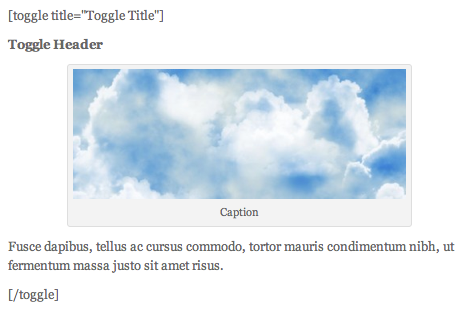 [toggle title="Toggle Title"]
Toggle Header
Caption
Fusce dapibus, tellus ac cursus commodo, tortor mauris condimentum nibh, ut
fermentum massa justo sit amet risus.
[/toggle]